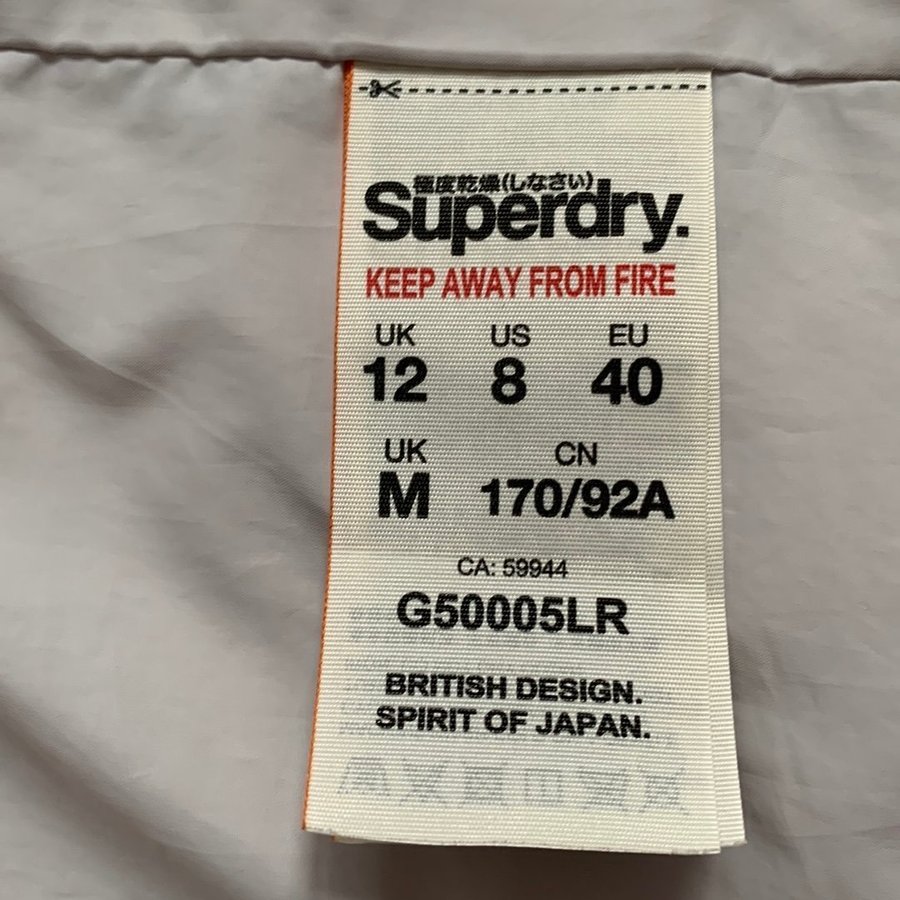 極度乾燥(しなさい)
Superdry.
KEEP AWAY FROM FIRE
UK US EU
12 8 40
UK CN
M 170/92A
CA: 59944
G50005LR
BRITISH DESIGN.
SPIRIT OF JAPAN.